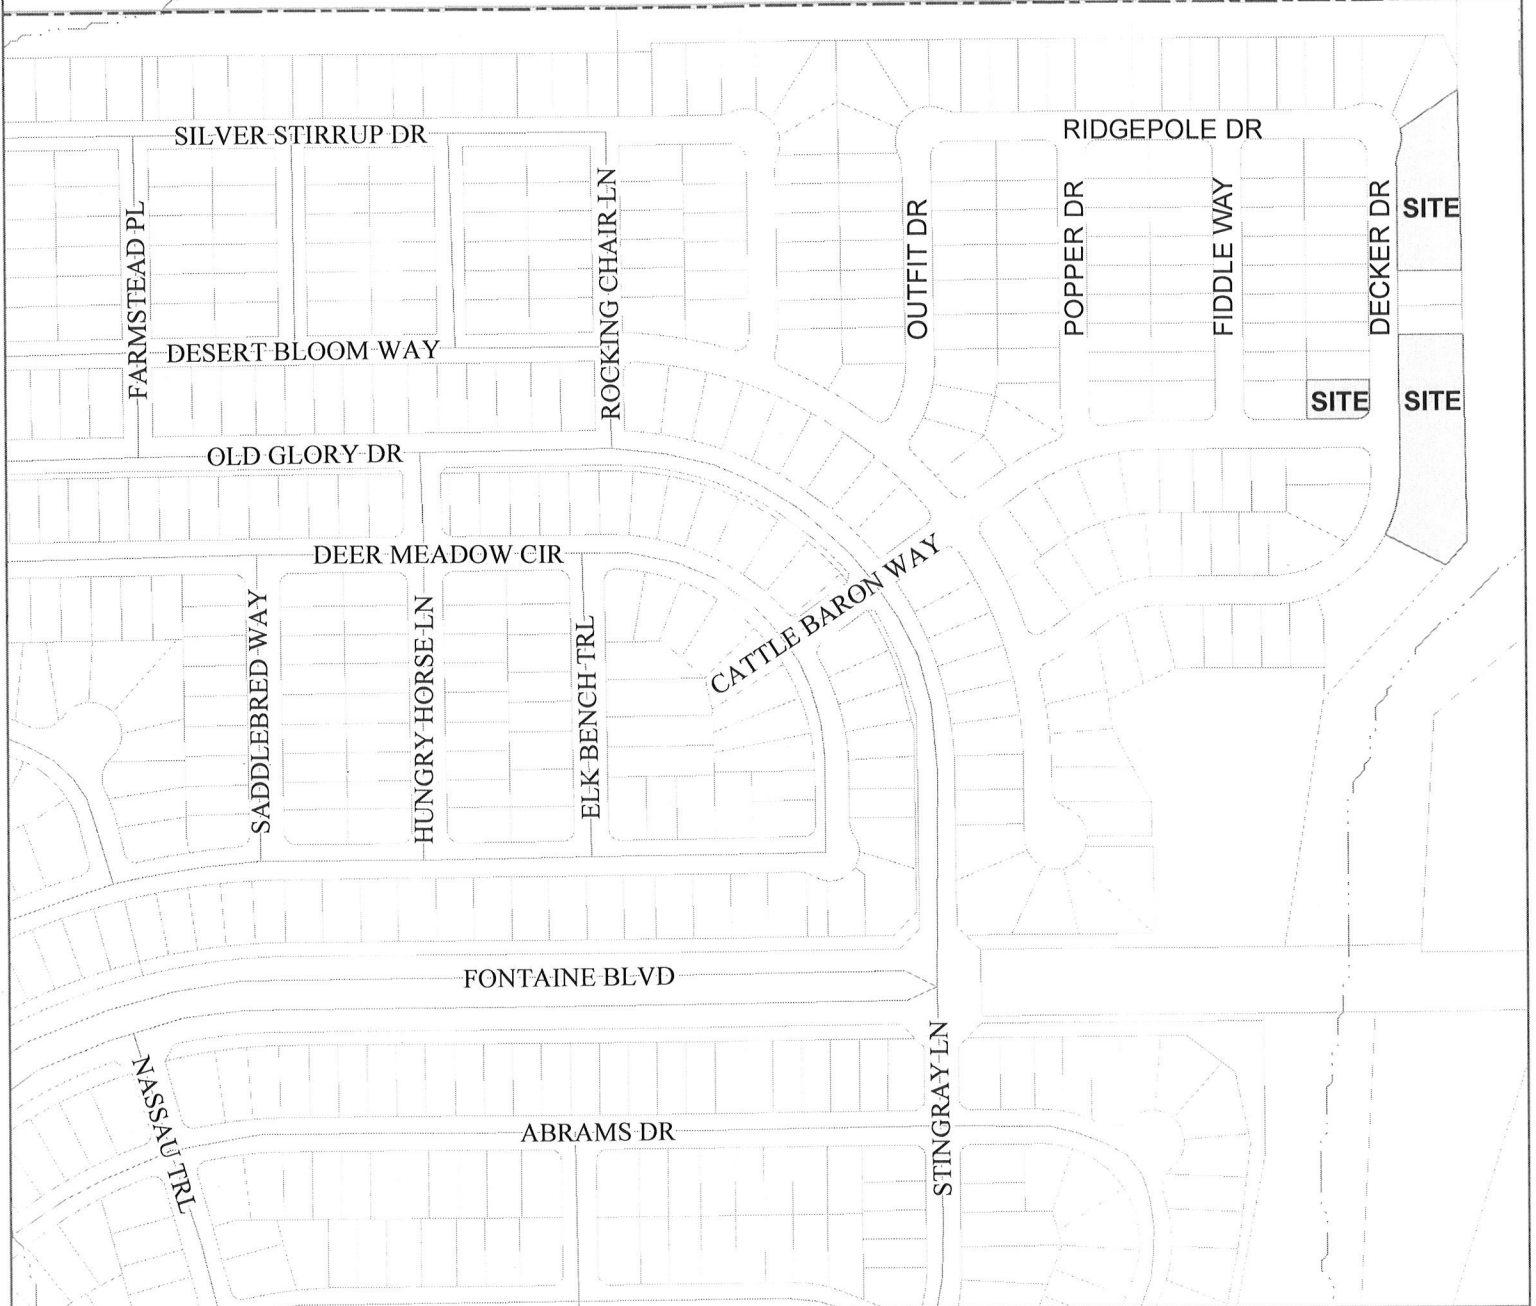 SILVER STIRRUP DR
RIDGEPOLE DR
FARMSTEAD PL
ROCKING CHAIR LN
OUTFIT DR
POPPER DR
FIDDLE WAY
DECKER DR
SITE
DESERT BLOOM WAY
SITE
SITE
OLD GLORY DR
DEER MEADOW CIR
CATTLE BARON WAY
SADDLEBRED WAY
HUNGRY HORSE LN
ELK BENCH TRL
FONTAINE BLVD
NASSAU TRL
STINGRAY LN
ABRAMS DR